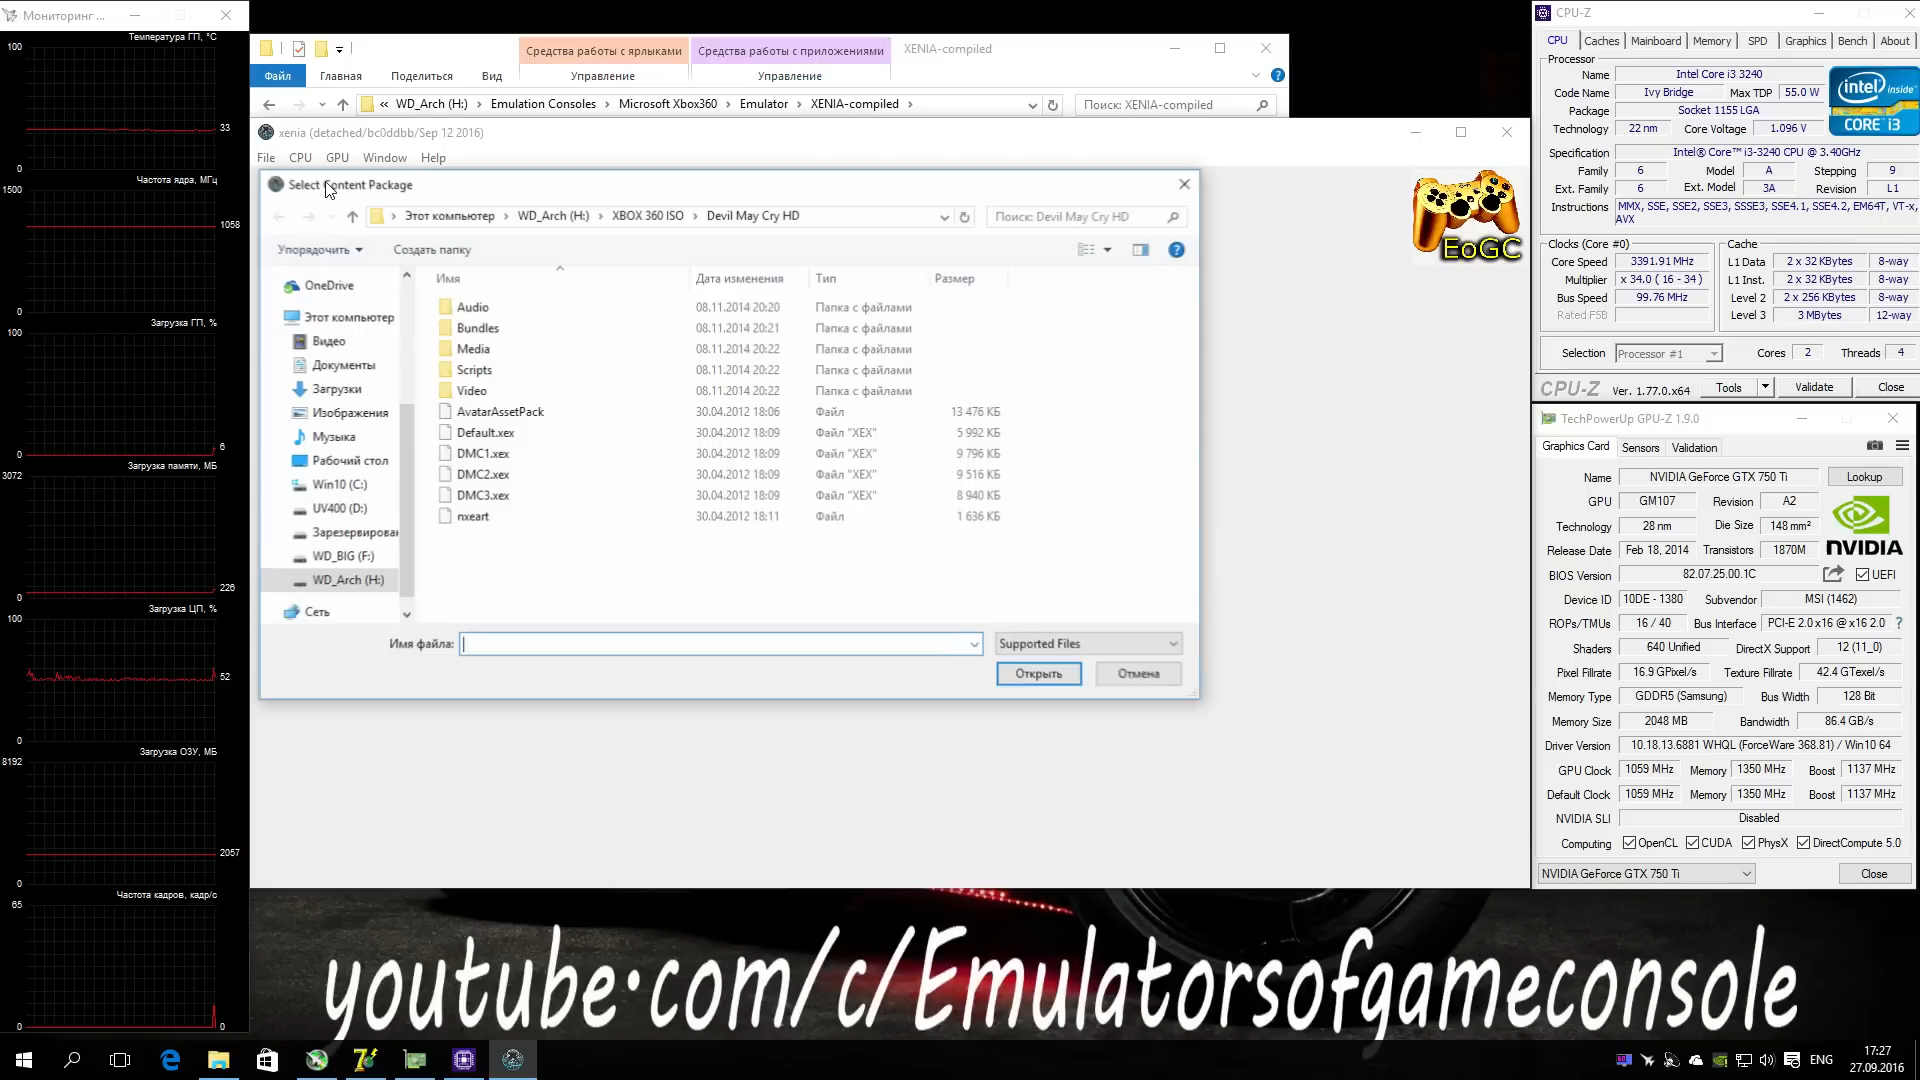 Мониторинг ...
Температура ГП, °C
100
33
0
Частота ядра, МГц
1500
1058
0
Загрузка ГП, %
100
6
0
Загрузка памяти, МБ
3072
226
0
Загрузка ЦП, %
100
52
0
Загрузка ОЗУ, МБ
8192
2057
0
Частота кадров, кадр/с
65
0
0
Средства работы с ярлыками
Средства работы с приложениями
XENIA-compiled
Файл Главная Поделиться Вид Управление Управление
« WD_Arch (H:) Emulation Consoles Microsoft Xbox360 Emulator XENIA-compiled
Поиск: XENIA-compiled
xenia (detached/bc0ddbb/Sep 12 2016)
File CPU GPU Window Help
Select Content Package
Этот компьютер WD_Arch (H:) XBOX 360 ISO Devil May Cry HD
Поиск: Devil May Cry HD
Упорядочить Создать папку
OneDrive
Этот компьютер
Видео
Документы
Загрузки
Изображения
Музыка
Рабочий стол
Win10 (C:)
UV400 (D:)
Зарезервирован
WD_BIG (F:)
WD_Arch (H:)
Сеть
Имя Дата изменения Тип Размер
Audio 08.11.2014 20:20 Папка с файлами
Bundles 08.11.2014 20:21 Папка с файлами
Media 08.11.2014 20:22 Папка с файлами
Scripts 08.11.2014 20:22 Папка с файлами
Video 08.11.2014 20:22 Папка с файлами
AvatarAssetPack 30.04.2012 18:06 Файл 13 476 КБ
Default.xex 30.04.2012 18:09 Файл "XEX" 5 992 КБ
DMC1.xex 30.04.2012 18:09 Файл "XEX" 9 796 КБ
DMC2.xex 30.04.2012 18:09 Файл "XEX" 9 516 КБ
DMC3.xex 30.04.2012 18:09 Файл "XEX" 8 940 КБ
nxeart 30.04.2012 18:11 Файл 1 636 КБ
Имя файла:
Supported Files
Открыть Отмена
EoGC
CPU-Z
CPU Caches Mainboard Memory SPD Graphics Bench About
Processor
Name Intel Core i3 3240
Code Name Ivy Bridge Max TDP 55.0 W
Package Socket 1155 LGA
Technology 22 nm Core Voltage 1.096 V
intel inside™
CORE i3
Specification Intel® Core™ i3-3240 CPU @ 3.40GHz
Family 6 Model A Stepping 9
Ext. Family 6 Ext. Model 3A Revision L1
Instructions MMX, SSE, SSE2, SSE3, SSSE3, SSE4.1, SSE4.2, EM64T, VT-x, AVX
Clocks (Core #0) Cache
Core Speed 3391.91 MHz L1 Data 2 x 32 KBytes 8-way
Multiplier x 34.0 ( 16 - 34 ) L1 Inst. 2 x 32 KBytes 8-way
Bus Speed 99.76 MHz Level 2 2 x 256 KBytes 8-way
Rated FSB Level 3 3 MBytes 12-way
Selection Processor #1 Cores 2 Threads 4
CPU-Z Ver. 1.77.0.x64 Tools Validate Close
TechPowerUp GPU-Z 1.9.0
Graphics Card Sensors Validation
Name NVIDIA GeForce GTX 750 Ti Lookup
GPU GM107 Revision A2
Technology 28 nm Die Size 148 mm²
Release Date Feb 18, 2014 Transistors 1870M
NVIDIA
BIOS Version 82.07.25.00.1C UEFI
Device ID 10DE - 1380 Subvendor MSI (1462)
ROPs/TMUs 16 / 40 Bus Interface PCI-E 2.0 x16 @ x16 2.0 ?
Shaders 640 Unified DirectX Support 12 (11_0)
Pixel Fillrate 16.9 GPixel/s Texture Fillrate 42.4 GTexel/s
Memory Type GDDR5 (Samsung) Bus Width 128 Bit
Memory Size 2048 MB Bandwidth 86.4 GB/s
Driver Version 10.18.13.6881 WHQL (ForceWare 368.81) / Win10 64
GPU Clock 1059 MHz Memory 1350 MHz Boost 1137 MHz
Default Clock 1059 MHz Memory 1350 MHz Boost 1137 MHz
NVIDIA SLI Disabled
Computing OpenCL CUDA PhysX DirectCompute 5.0
NVIDIA GeForce GTX 750 Ti Close
youtube.com/c/Emulatorsofgameconsole
ENG
17:27
27.09.2016